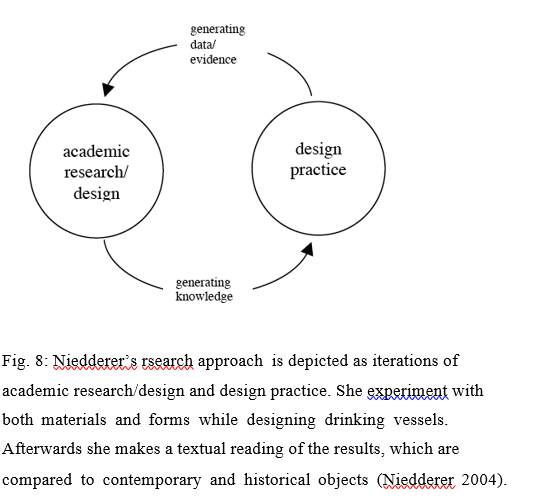 generating
data/
evidence
academic
research/
design
design
practice
generating
knowledge
Fig. 8: Niedderer's rsearch approach is depicted as iterations of
academic research/design and design practice. She experiment with
both materials and forms while designing drinking vessels.
Afterwards she makes a textual reading of the results, which are
compared to contemporary and historical objects (Niedderer 2004).